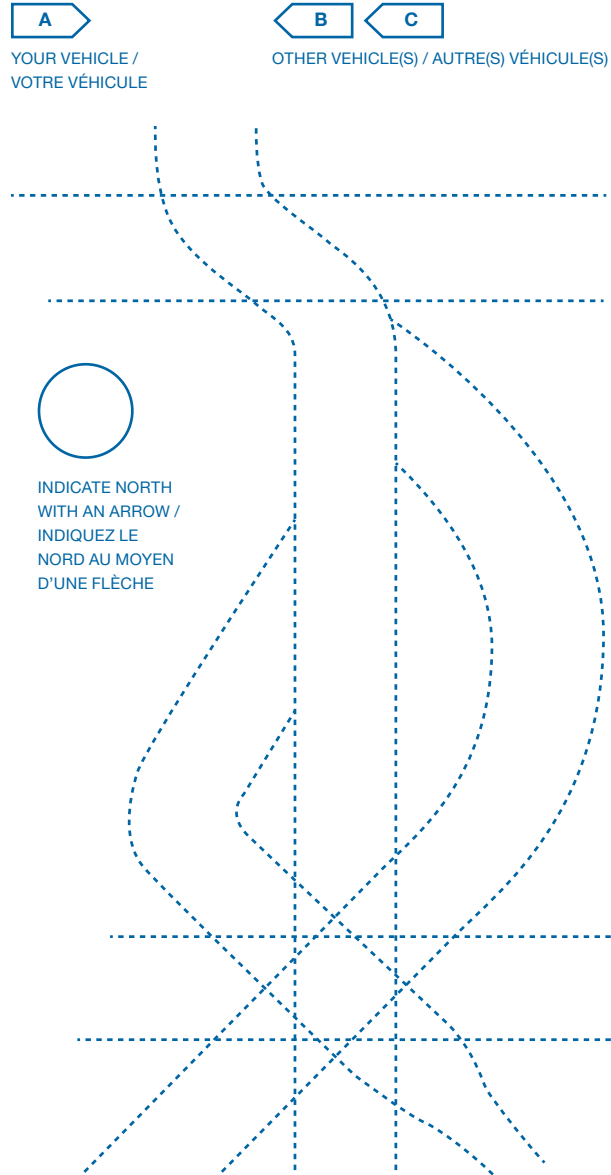 A
B
C
YOUR VEHICLE /
VOTRE VÉHICULE
OTHER VEHICLE(S) / AUTRE(S) VÉHICULE(S)
INDICATE NORTH
WITH AN ARROW /
INDIQUEZ LE
NORD AU MOYEN
D'UNE FLÈCHE